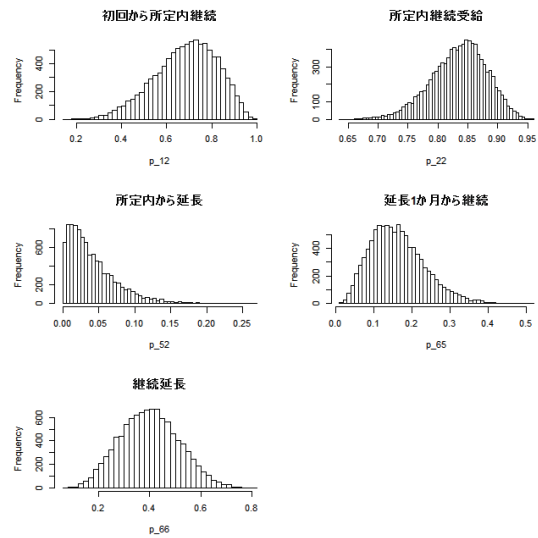 初回から所定内継続
Frequency
0 200 400
0.2 0.4 0.6 0.8 1.0
p_12
所定内継続受給
Frequency
0 100 300
0.65 0.70 0.75 0.80 0.85 0.90 0.95
p_22
所定内から延長
Frequency
0 200 600
0.00 0.05 0.10 0.15 0.20 0.25
p_52
延長1か月から継続
Frequency
0 200 400
0.0 0.1 0.2 0.3 0.4 0.5
p_65
継続延長
Frequency
0 200 400 600
0.2 0.4 0.6 0.8
p_66